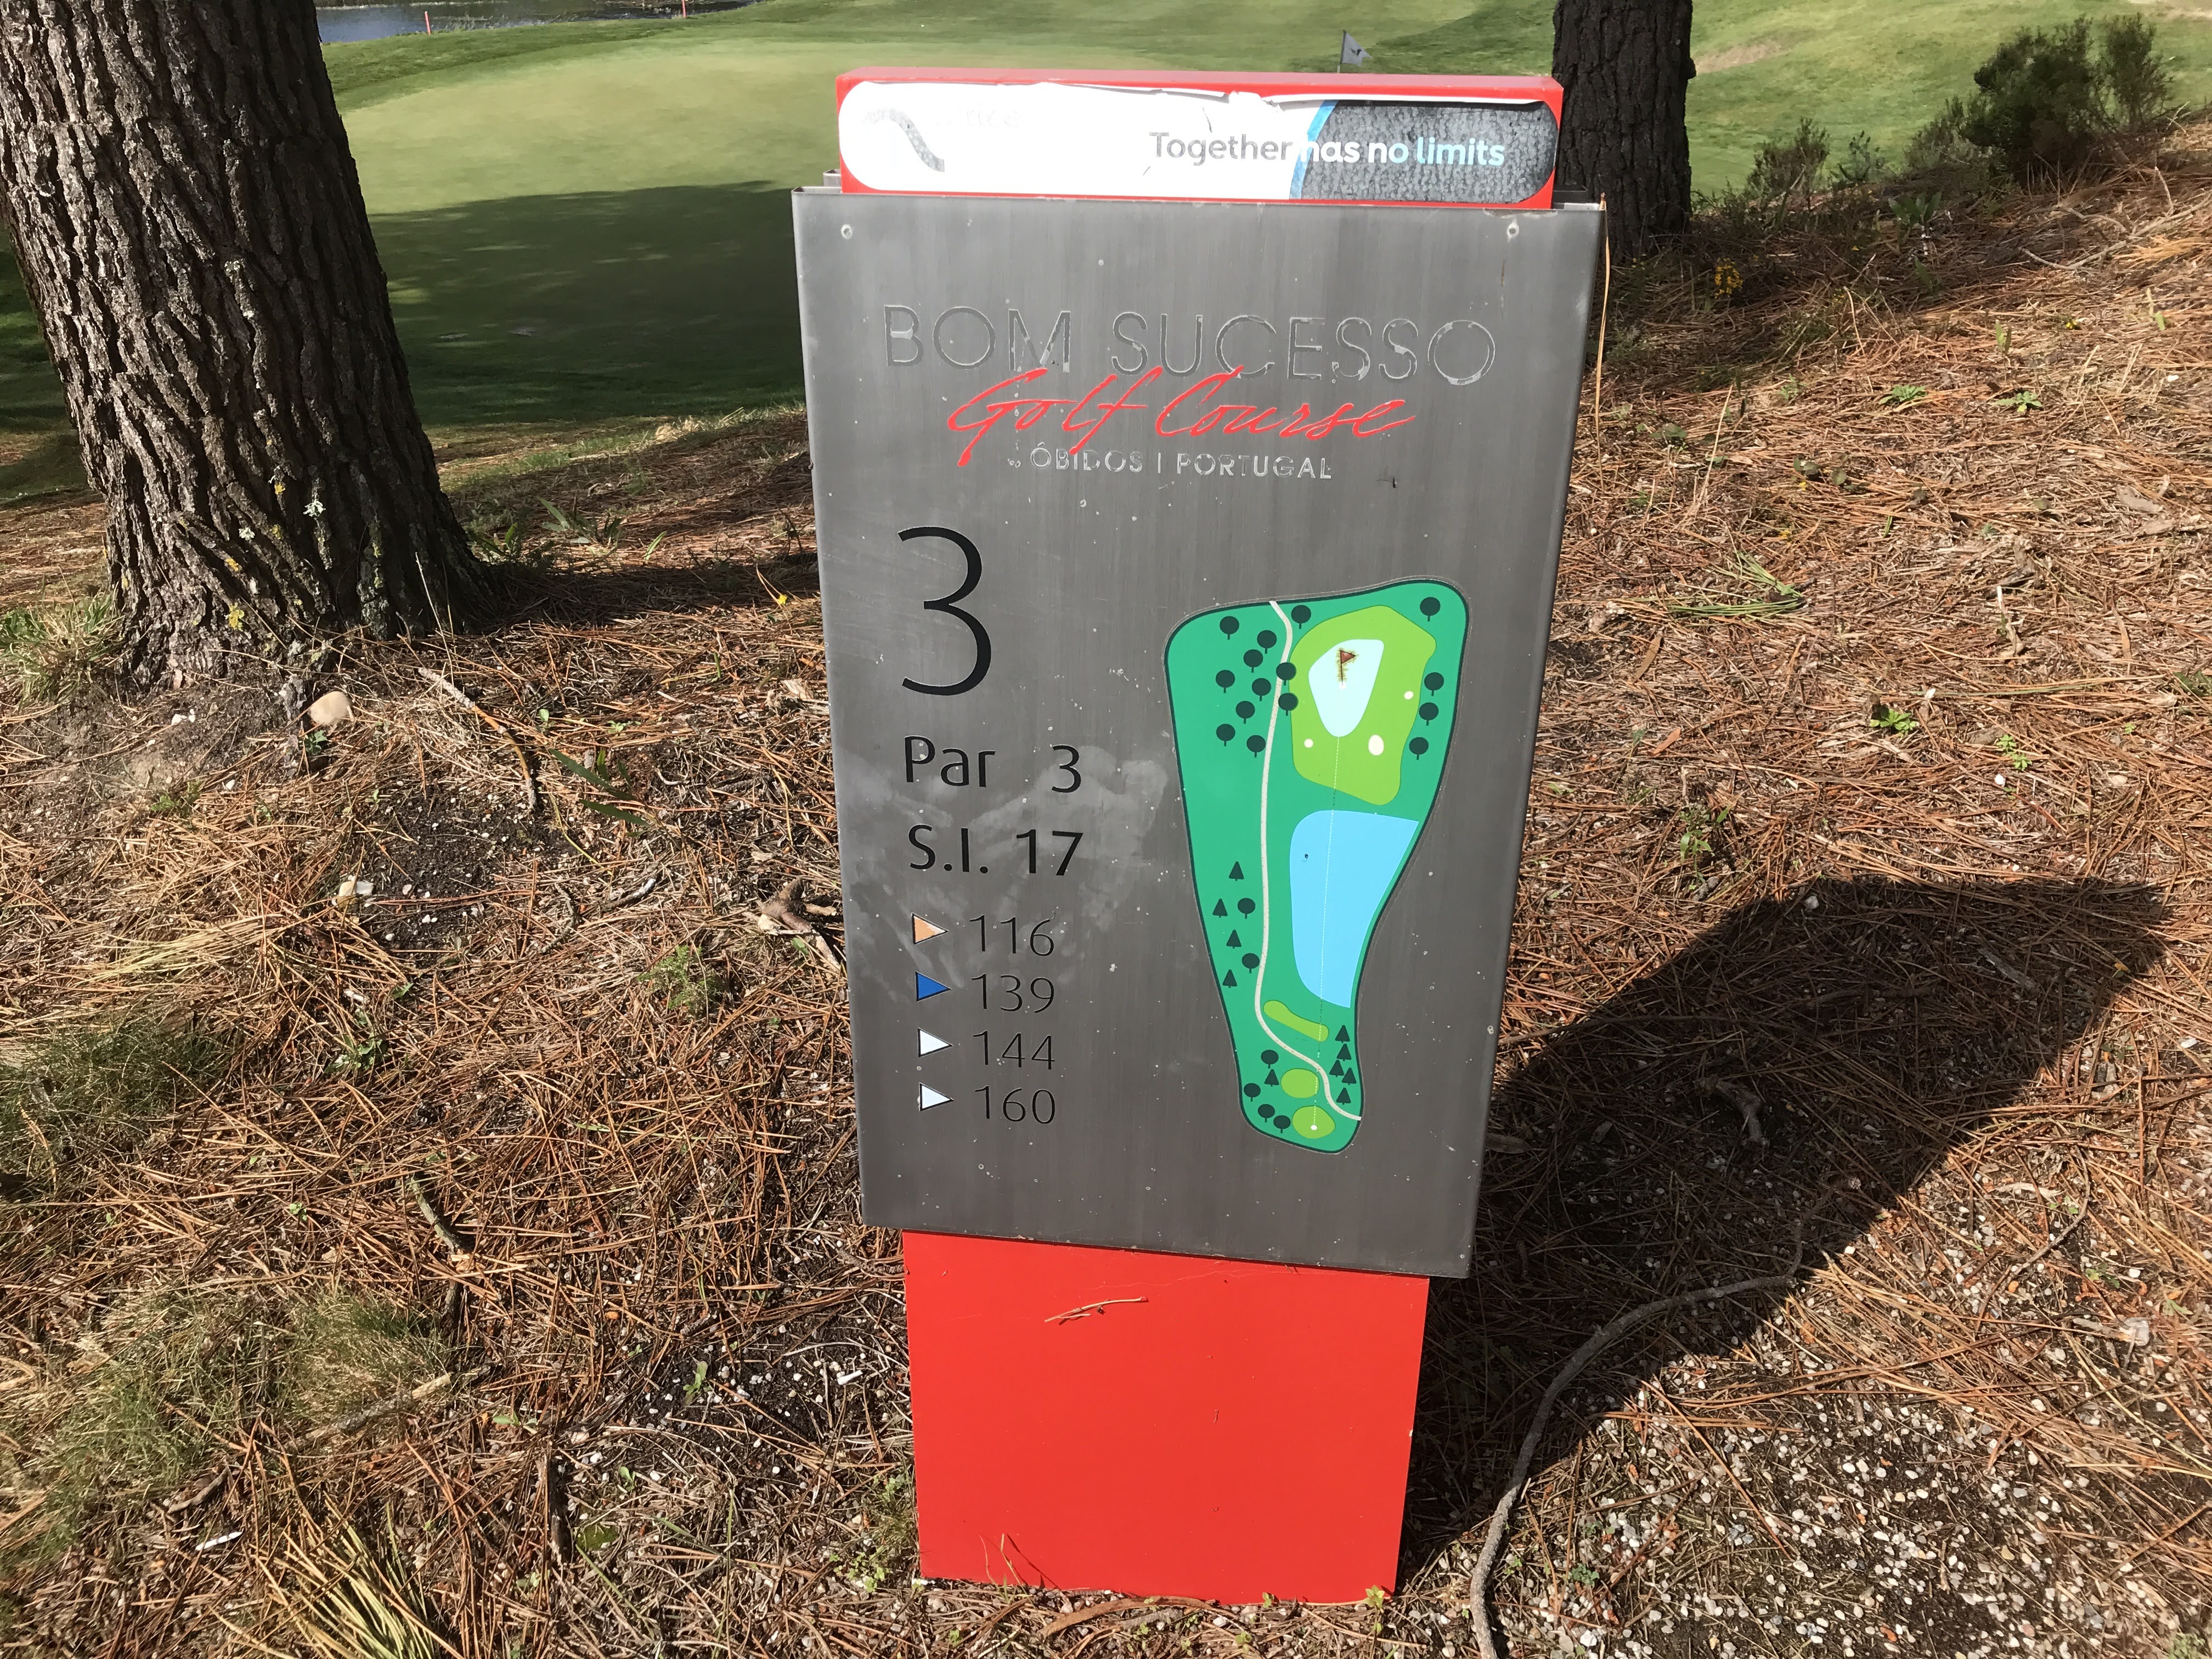 Together has no limits
BOM SUCESSO
Golf Course
ÓBIDOS | PORTUGAL
3
Par 3
S.I. 17
116
139
144
160